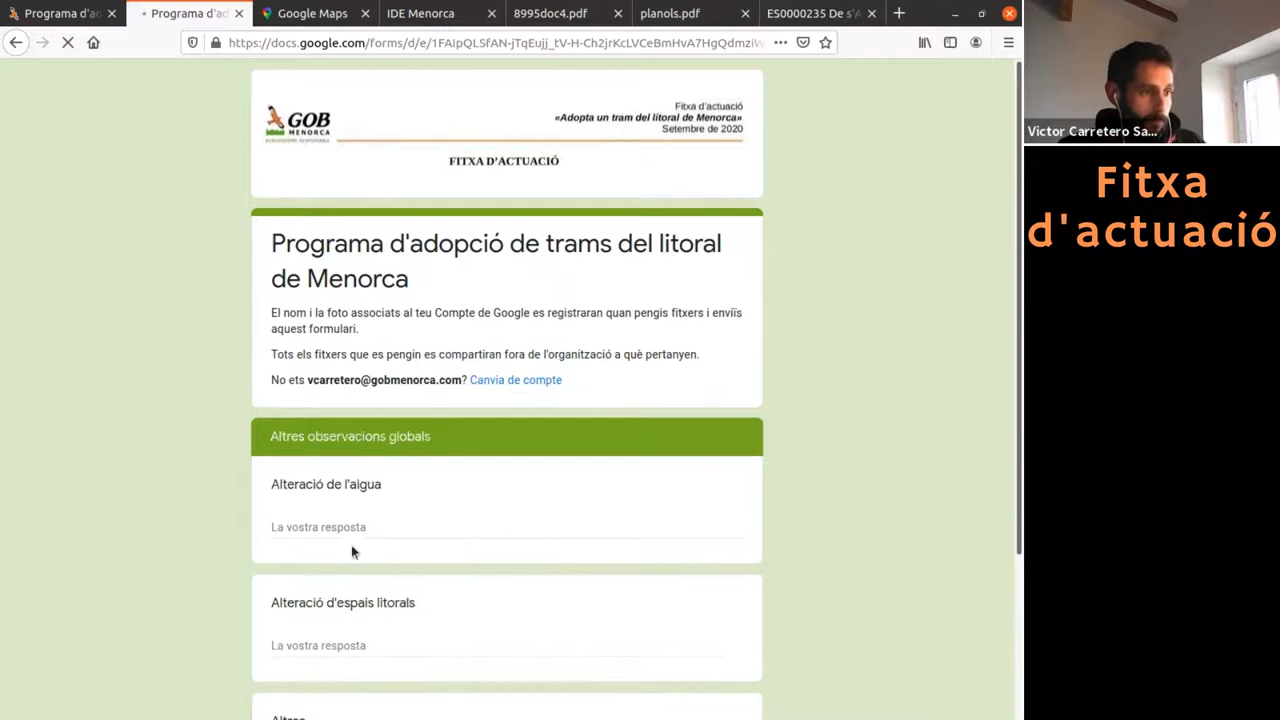 Programa d'ad
Programa d'ad
Google Maps
IDE Menorca
8995doc4.pdf
planols.pdf
ES0000235 De s'A
https://docs.google.com/forms/d/e/1FAIpQLSfAN-jTqEujj_tV-H-Ch2jrKcLVCeBmHvA7HgQdmziW
Victor Carretero Sa...
Fitxa
d'actuació
GOB
MENORCA
Fitxa d'actuació
«Adopta un tram del litoral de Menorca»
Setembre de 2020
FITXA D'ACTUACIÓ
Programa d'adopció de trams del litoral
de Menorca
El nom i la foto associats al teu Compte de Google es registraran quan pengis fitxers i enviïs
aquest formulari.
Tots els fitxers que es pengin es compartiran fora de l'organització a què pertanyen.
No ets vcarretero@gobmenorca.com? Canvia de compte
Altres observacions globals
Alteració de l'aigua
La vostra resposta
Alteració d'espais litorals
La vostra resposta
Altres